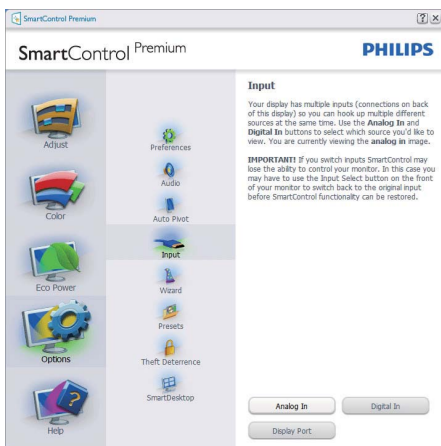 SmartControl Premium
SmartControl Premium
PHILIPS
Adjust
Color
Eco Power
Options
Help
Preferences
Audio
Auto Pivot
Input
Wizard
Presets
Theft Deterrence
SmartDesktop
Input
Your display has multiple inputs (connections on back
of this display) so you can hook up multiple different
sources at the same time. Use the Analog In and
Digital In buttons to select which source you'd like to
view. You are currently viewing the analog in image.
IMPORTANT! If you switch inputs SmartControl may
lose the ability to control your monitor. In this case you
may have to use the Input Select button on the front
of your monitor to switch back to the original input
before SmartControl functionality can be restored.
Analog In
Digital In
Display Port